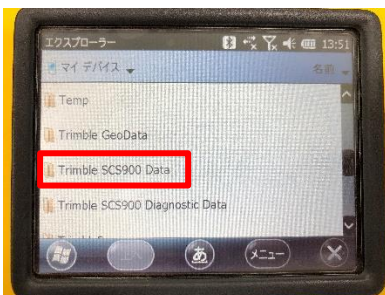 エクスプローラー 13:51
マイ デバイス 名前
Temp
Trimble GeoData
Trimble SCS900 Data
Trimble SCS900 Diagnostic Data
あ メニュー